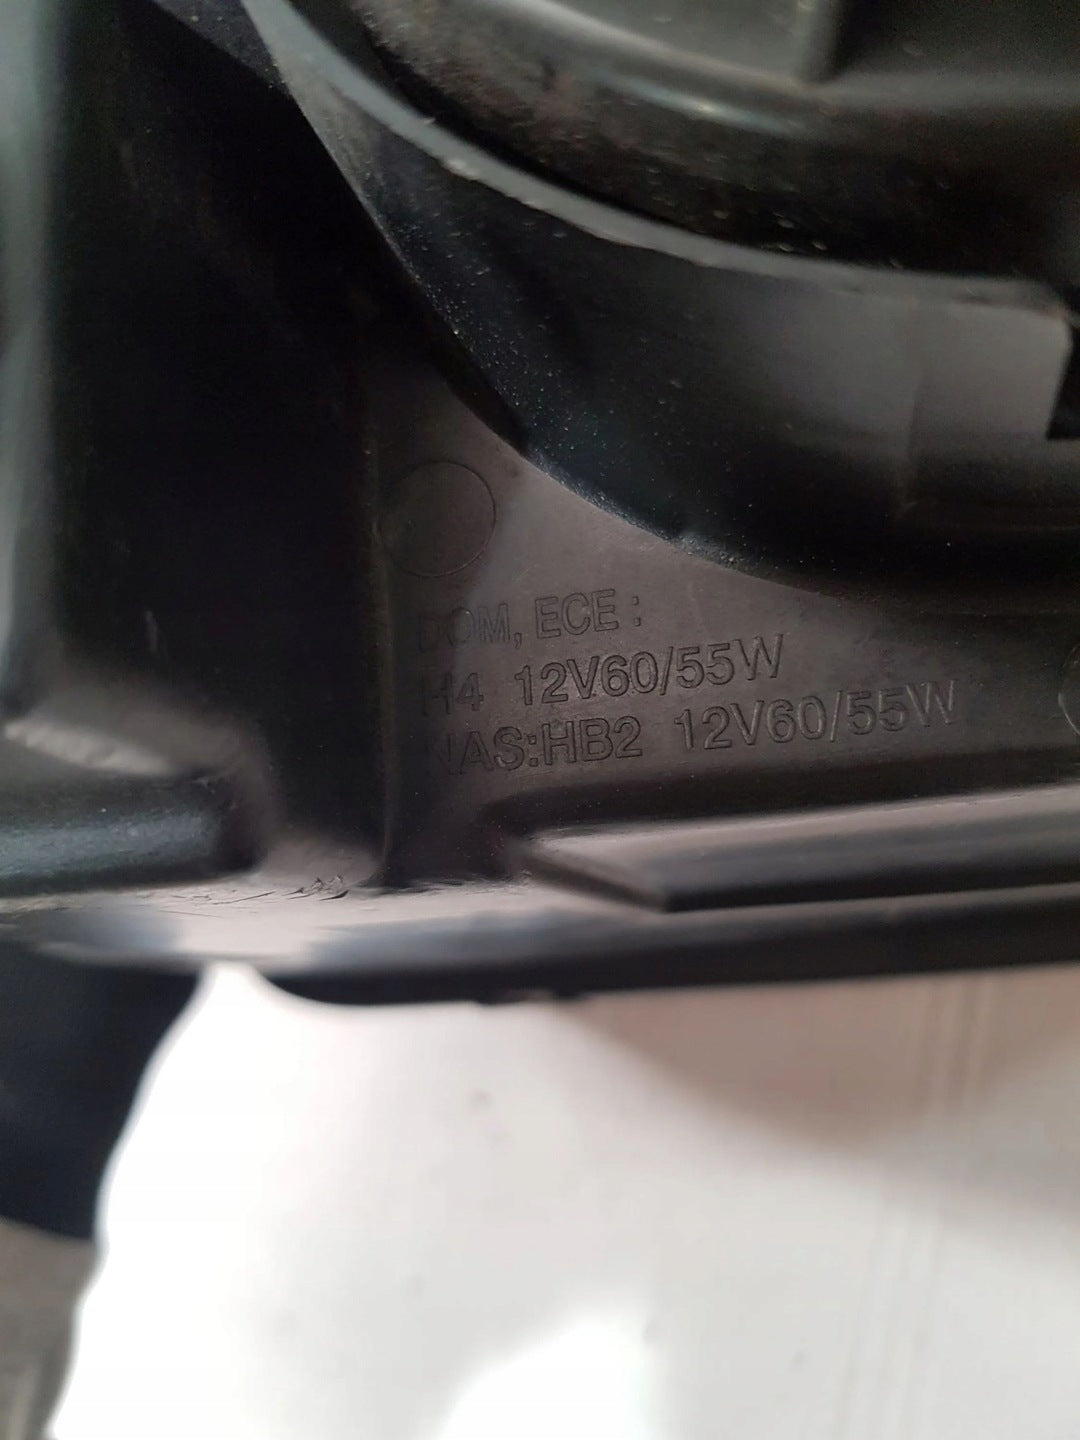 DOM, ECE :
H4 12V60/55W
NAS:HB2 12V60/55W